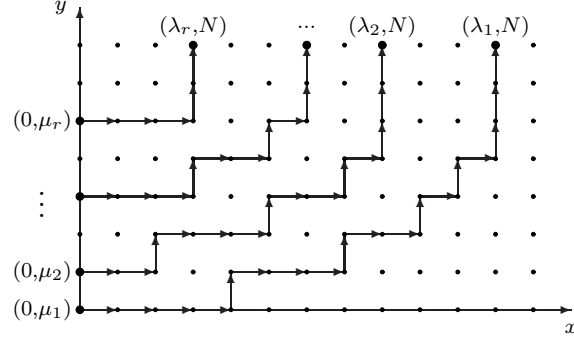 y
(λ_r,N) ... (λ_2,N) (λ_1,N)
(0,μ_r)
⋮
(0,μ_2)
(0,μ_1)
x